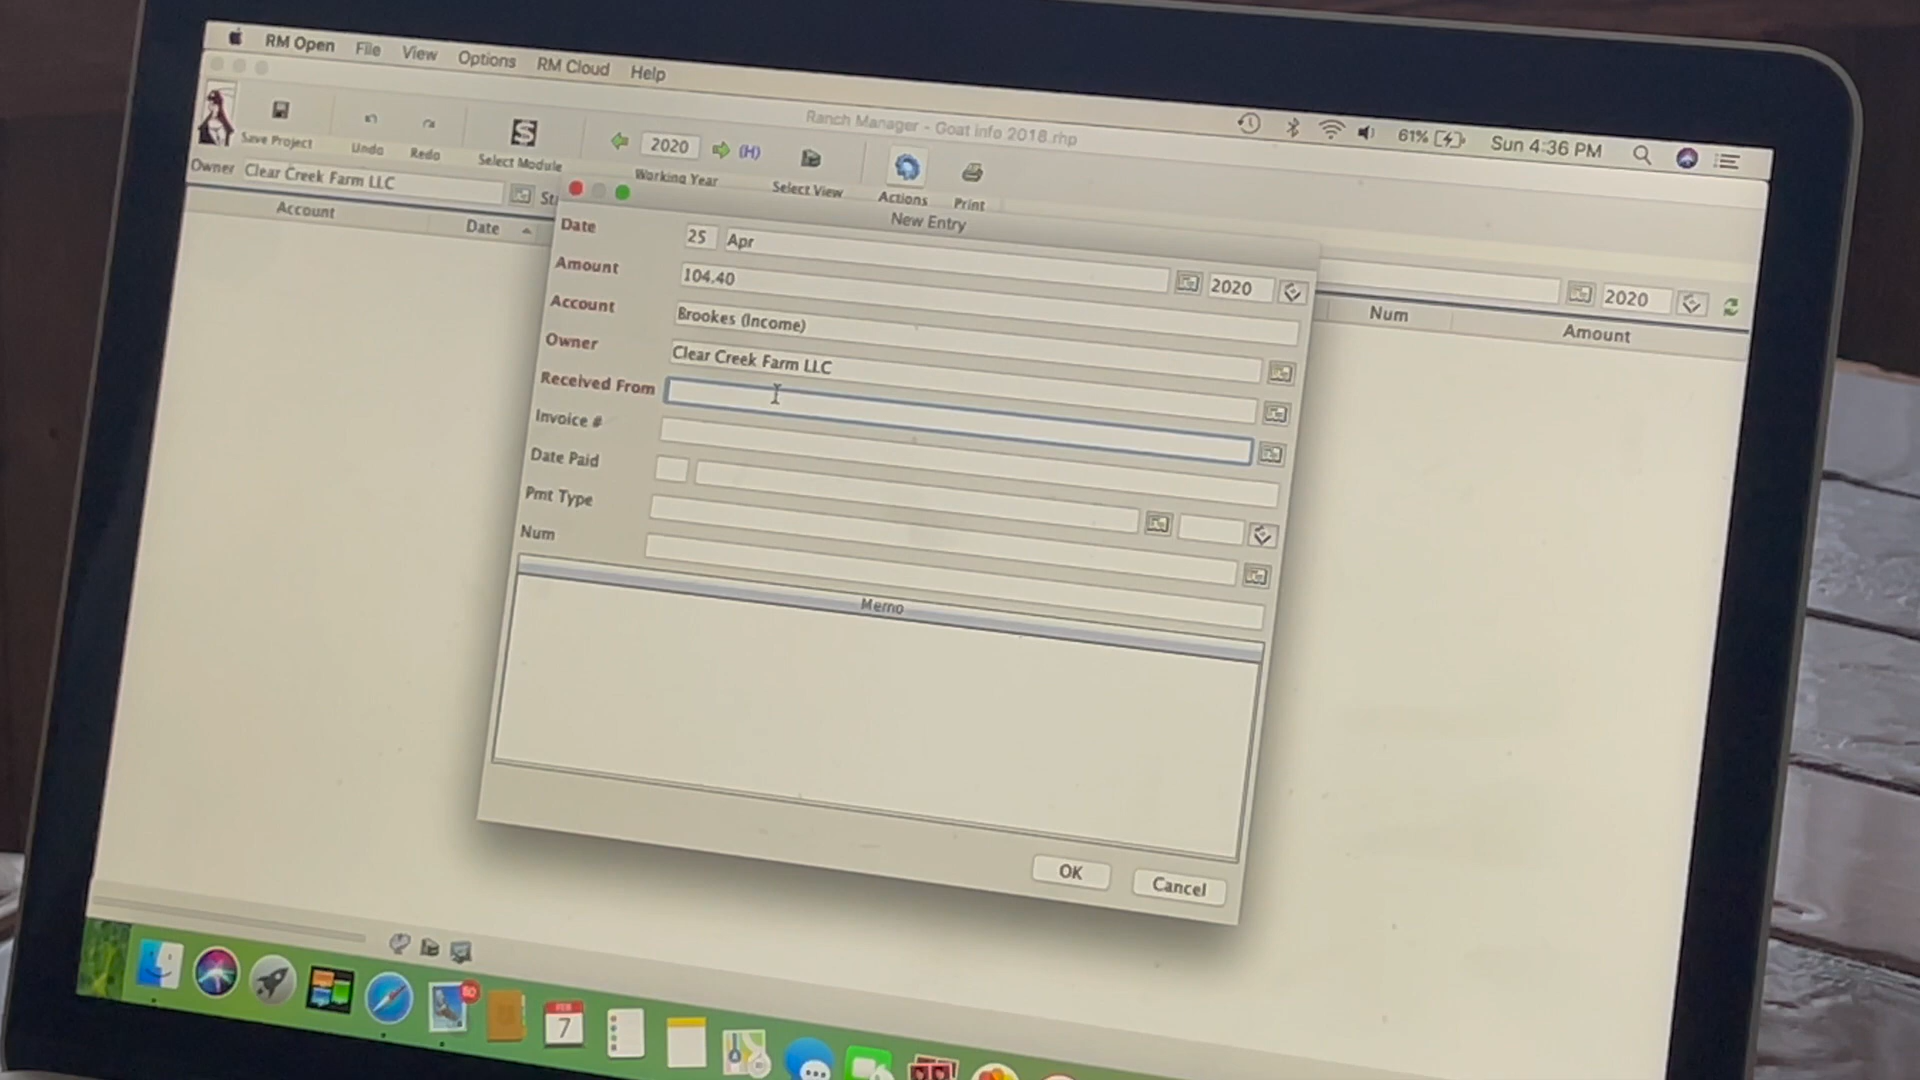 RM Open File View Options RM Cloud Help
61% Sun 4:36 PM
Ranch Manager - Goat info 2018.rhp
Save Project Undo Redo Select Module 2020 (H) Working Year Select View Actions Print
Owner Clear Creek Farm LLC
2020
Account Date Num Amount
New Entry
Date 25 Apr 2020
Amount 104.40
Account Brookes (Income)
Owner Clear Creek Farm LLC
Received From
Invoice #
Date Paid
Pmt Type
Num
Memo
OK Cancel
FEB
7